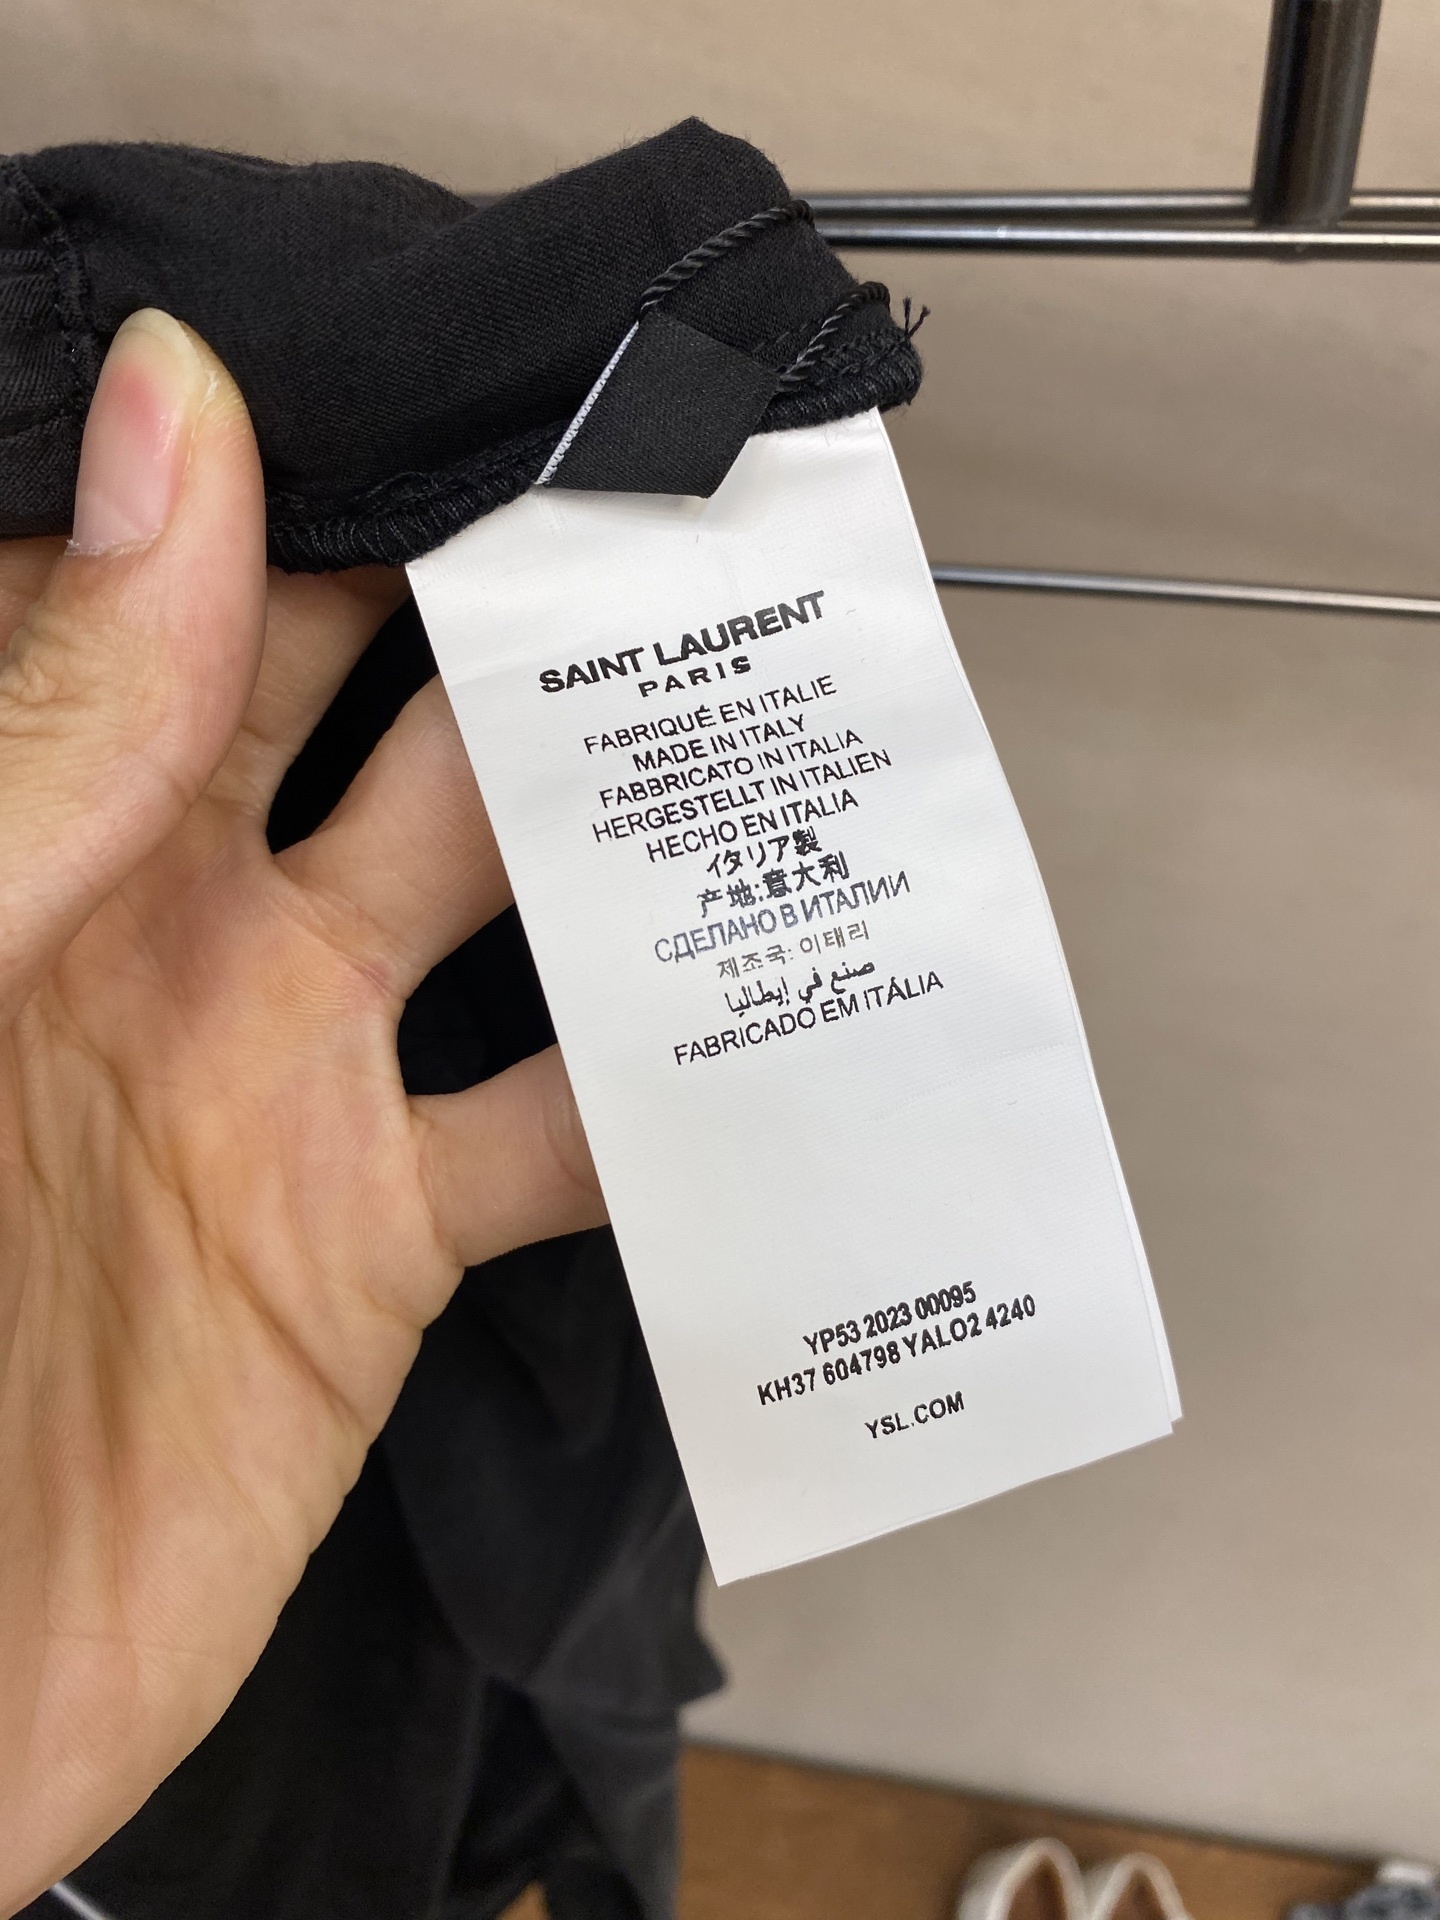 SAINT LAURENT
PARIS
FABRIQUÉ EN ITALIE
MADE IN ITALY
FABBRICATO IN ITALIA
HERGESTELLT IN ITALIEN
HECHO EN ITALIA
イタリア製
产地:意大利
СДЕЛАНО В ИТАЛИИ
제조국: 이태리
صنع في إيطاليا
FABRICADO EM ITÁLIA
YP53 2023 00095
KH37 604798 YALO2 4240
YSL.COM